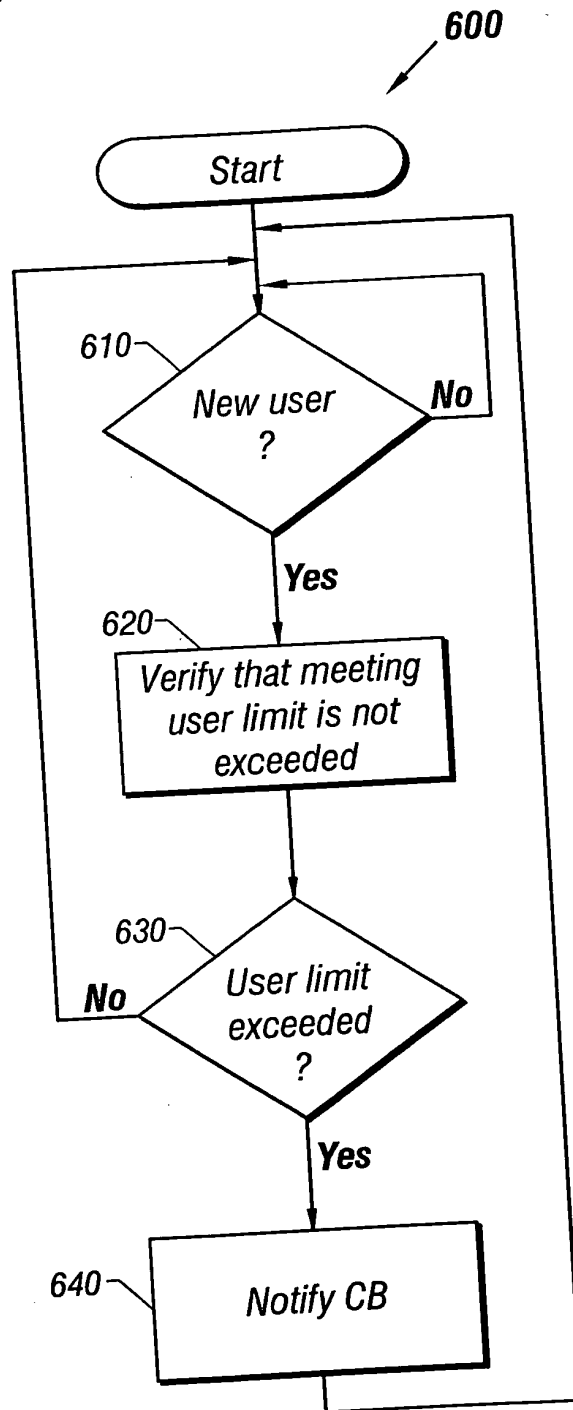 600
Start
610
New user
?
No
Yes
620
Verify that meeting
user limit is not
exceeded
630
User limit
exceeded
?
No
Yes
640
Notify CB